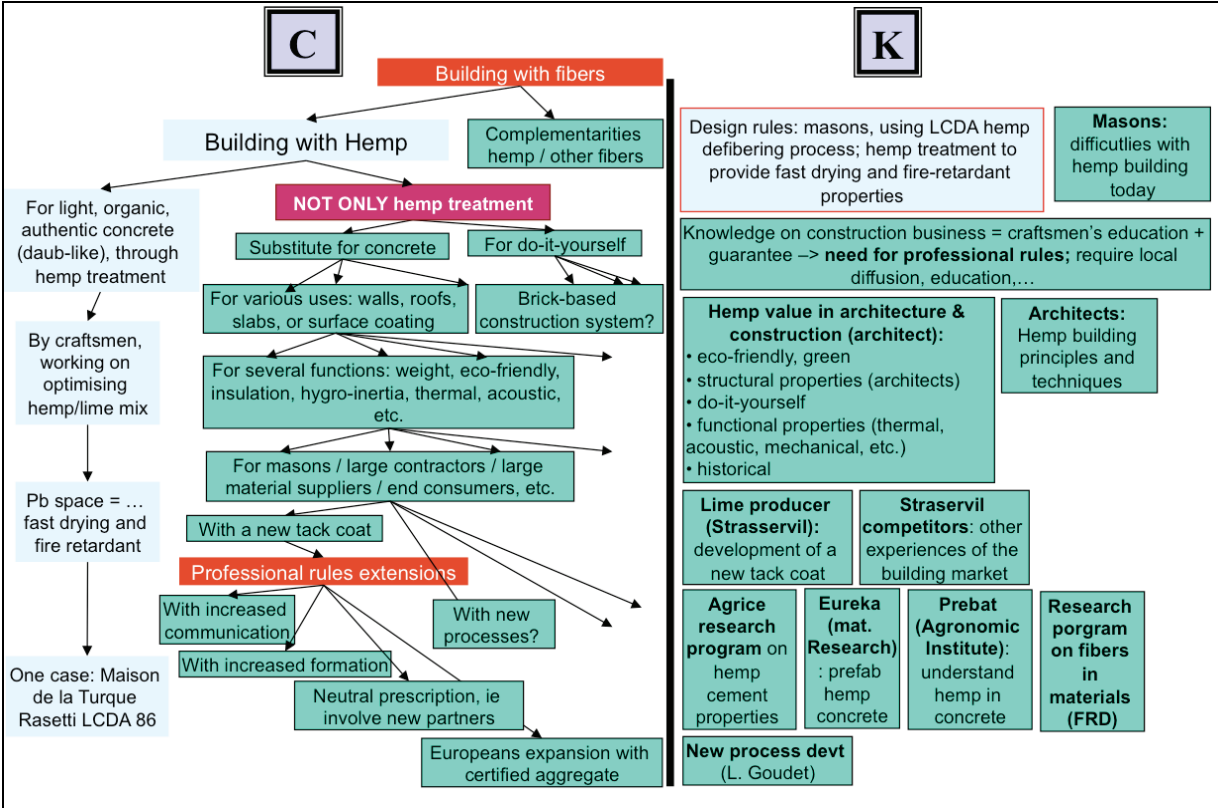 C
K
Building with fibers
Building with Hemp
Complementarities
hemp / other fibers
For light, organic,
authentic concrete
(daub-like), through
hemp treatment
NOT ONLY hemp treatment
Substitute for concrete
For do-it-yourself
For various uses: walls, roofs,
slabs, or surface coating
Brick-based
construction system?
By craftsmen,
working on
optimising
hemp/lime mix
For several functions: weight, eco-friendly,
insulation, hygro-inertia, thermal, acoustic,
etc.
For masons / large contractors / large
material suppliers / end consumers, etc.
Pb space = …
fast drying and
fire retardant
With a new tack coat
Professional rules extensions
With increased
communication
With new
processes?
With increased formation
One case: Maison
de la Turque
Rasetti LCDA 86
Neutral prescription, ie
involve new partners
Europeans expansion with
certified aggregate
Design rules: masons, using LCDA hemp
defibering process; hemp treatment to
provide fast drying and fire-retardant
properties
Masons:
difficutlies with
hemp building
today
Knowledge on construction business = craftsmen's education +
guarantee –> need for professional rules; require local
diffusion, education,…
Hemp value in architecture &
construction (architect):
• eco-friendly, green
• structural properties (architects)
• do-it-yourself
• functional properties (thermal,
acoustic, mechanical, etc.)
• historical
Architects:
Hemp building
principles and
techniques
Lime producer
(Strasservil):
development of a
new tack coat
Straservil
competitors: other
experiences of the
building market
Agrice
research
program on
hemp
cement
properties
Eureka
(mat.
Research)
: prefab
hemp
concrete
Prebat
(Agronomic
Institute):
understand
hemp in
concrete
Research
porgram
on fibers
in
materials
(FRD)
New process devt
(L. Goudet)